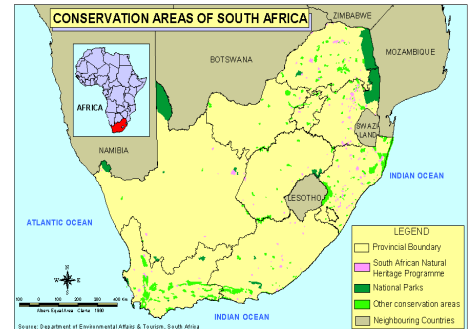 CONSERVATION AREAS OF SOUTH AFRICA
ZIMBABWE
MOZAMBIQUE
BOTSWANA
AFRICA
SWAZI
LAND
NAMIBIA
INDIAN OCEAN
LESOTHO
ATLANTIC OCEAN
LEGEND
Provincial Boundary
South African Natural
Heritage Programme
National Parks
Other conservation areas
Neighbouring Countries
INDIAN OCEAN
Source: Department of Environmental Affairs & Tourism, South Africa